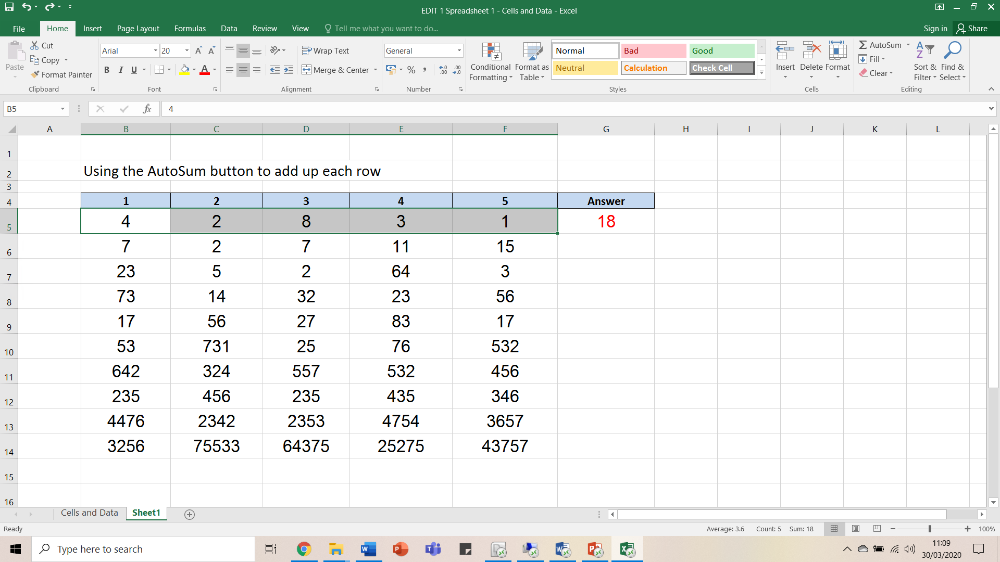 EDIT 1 Spreadsheet 1 - Cells and Data - Excel
File Home Insert Page Layout Formulas Data Review View Tell me what you want to do... Sign in Share
Paste Cut Copy Format Painter Clipboard
Arial 20 A A B I U A Font
Wrap Text Merge & Center Alignment
General % , Number
Conditional Formatting Format as Table
Normal Bad Good
Neutral Calculation Check Cell
Styles
Insert Delete Format Cells
AutoSum Fill Clear Sort & Filter Find & Select Editing
B5 fx 4
A B C D E F G H I J K L
1
2 Using the AutoSum button to add up each row
3
4 1 2 3 4 5 Answer
5 4 2 8 3 1 18
6 7 2 7 11 15
7 23 5 2 64 3
8 73 14 32 23 56
9 17 56 27 83 17
10 53 731 25 76 532
11 642 324 557 532 456
12 235 456 235 435 346
13 4476 2342 2353 4754 3657
14 3256 75533 64375 25275 43757
15
16
Cells and Data Sheet1
Ready Average: 3.6 Count: 5 Sum: 18 100%
Type here to search
11:09
30/03/2020